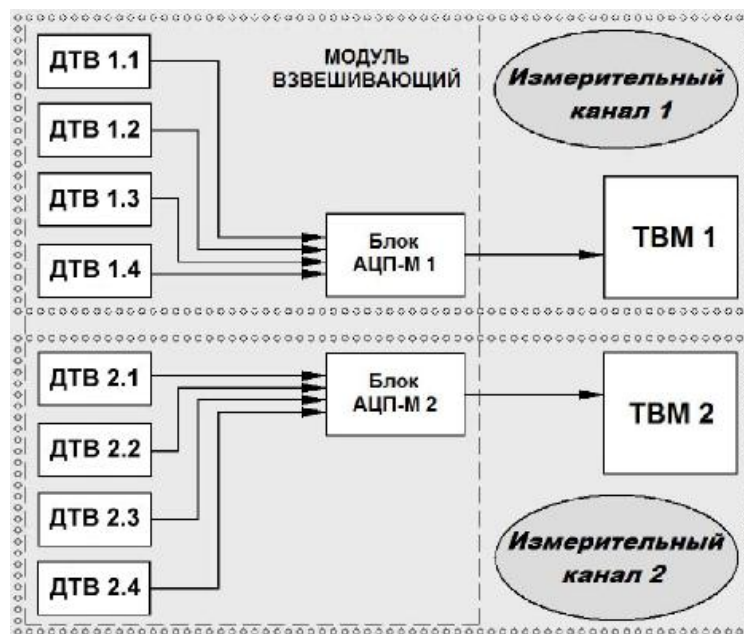 ДТВ 1.1
МОДУЛЬ
ВЗВЕШИВАЮЩИЙ
Измерительный
канал 1
ДТВ 1.2
ДТВ 1.3
ДТВ 1.4
Блок
АЦП-М 1
ТВМ 1
ДТВ 2.1
Блок
АЦП-М 2
ТВМ 2
ДТВ 2.2
ДТВ 2.3
ДТВ 2.4
Измерительный
канал 2